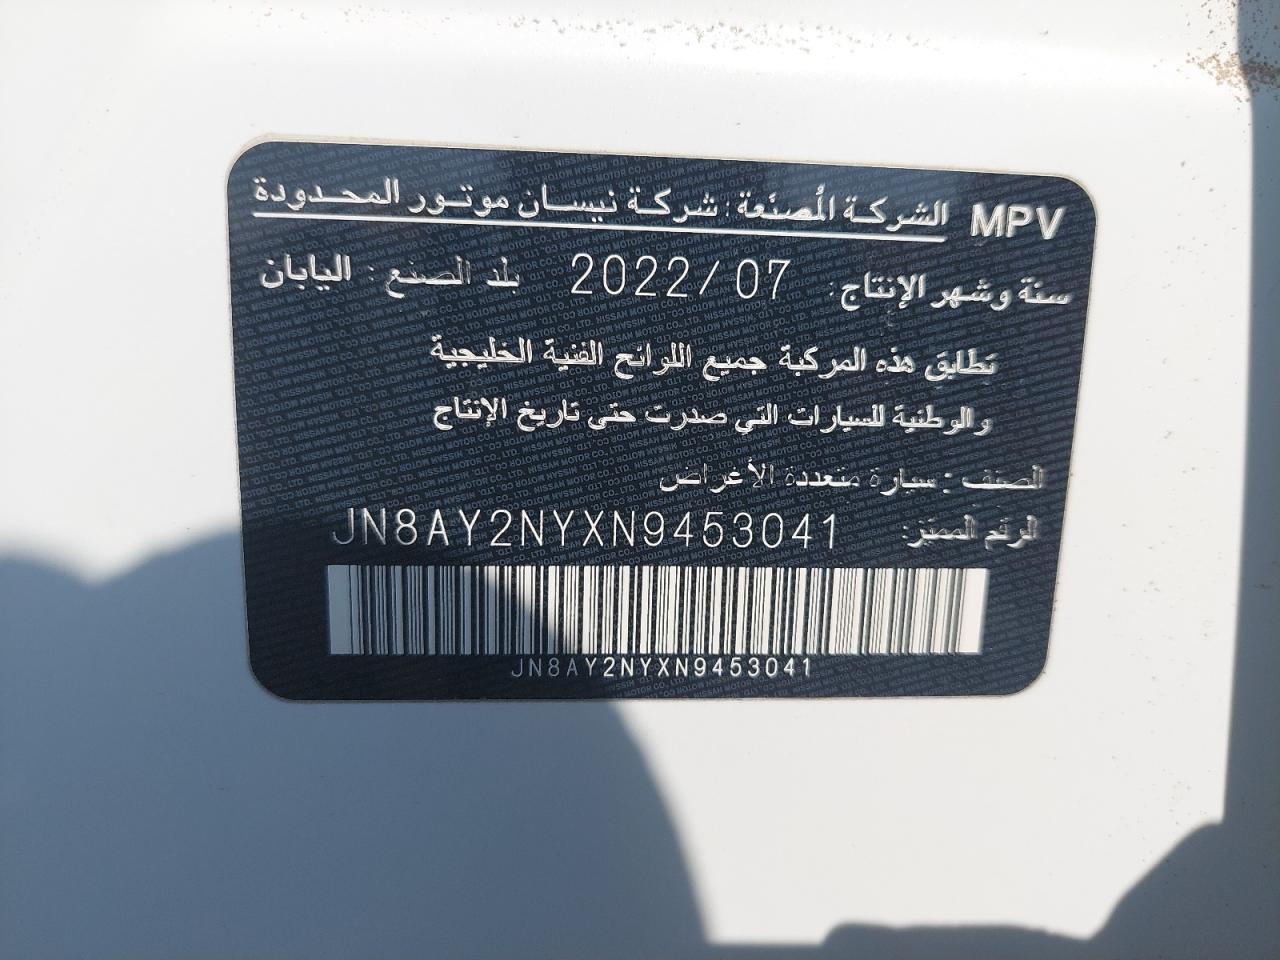 MPV الشركة المُصنّعة : شركة نيسان موتور المحدودة
سنة وشهر الإنتاج: 2022/07 بلد الصنع : اليابان
تطابق هذه المركبة جميع اللوائح الفنية الخليجية
والوطنية للسيارات التي صدرت حتى تاريخ الإنتاج
الصنف : سيارة متعددة الأغراض
الرقم المميّز: JN8AY2NYXN9453041
JN8AY2NYXN9453041